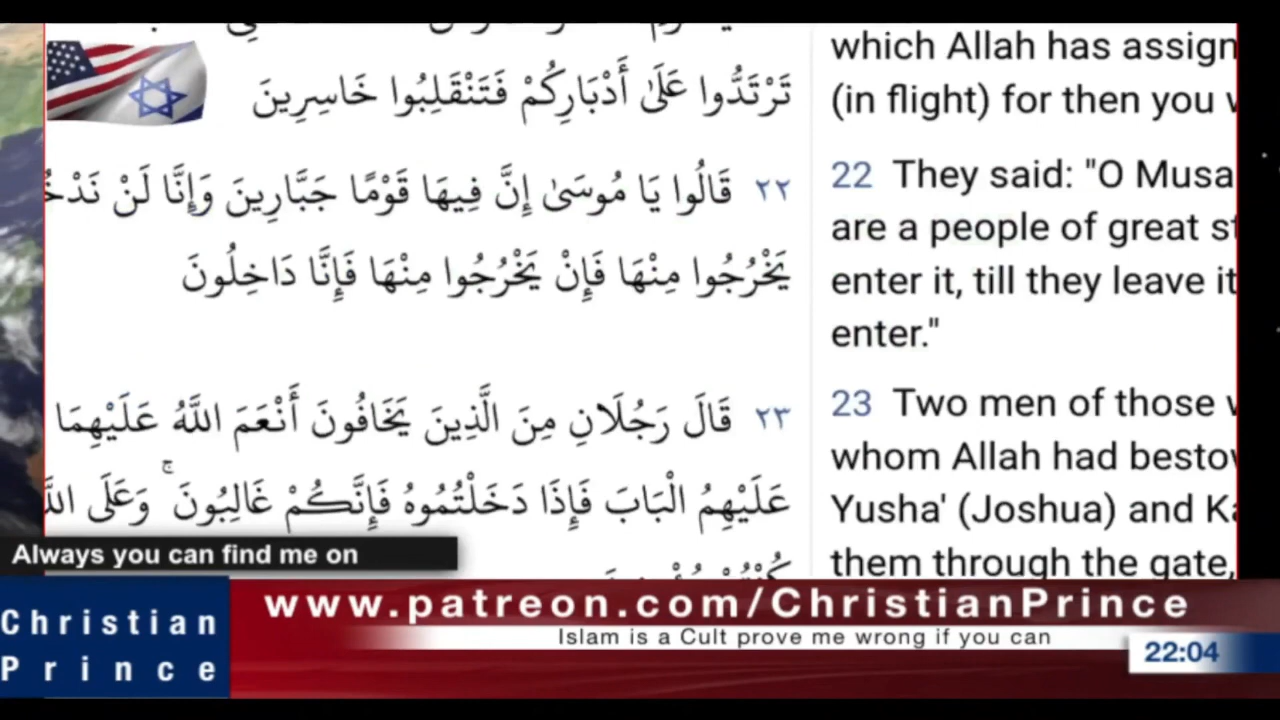 تَرْتَدُّوا عَلَىٰ أَدْبَارِكُمْ فَتَنْقَلِبُوا خَاسِرِينَ
٢٢ قَالُوا يَا مُوسَىٰ إِنَّ فِيهَا قَوْمًا جَبَّارِينَ وَإِنَّا لَنْ
يَخْرُجُوا مِنْهَا فَإِنْ يَخْرُجُوا مِنْهَا فَإِنَّا دَاخِلُونَ
٢٣ قَالَ رَجُلَانِ مِنَ الَّذِينَ يَخَافُونَ أَنْعَمَ اللَّهُ عَلَيْهِمَا
عَلَيْهِمُ الْبَابَ فَإِذَا دَخَلْتُمُوهُ فَإِنَّكُمْ غَالِبُونَ ۚ وَعَلَى
which Allah has assign
(in flight) for then you
22 They said: "O Musa
are a people of great
enter it, till they leave it
enter."
23 Two men of those
whom Allah had besto
Yusha' (Joshua) and
them through the gate,
Always you can find me on
www.patreon.com/ChristianPrince
Islam is a Cult prove me wrong if you can
Christian
Prince
22:04